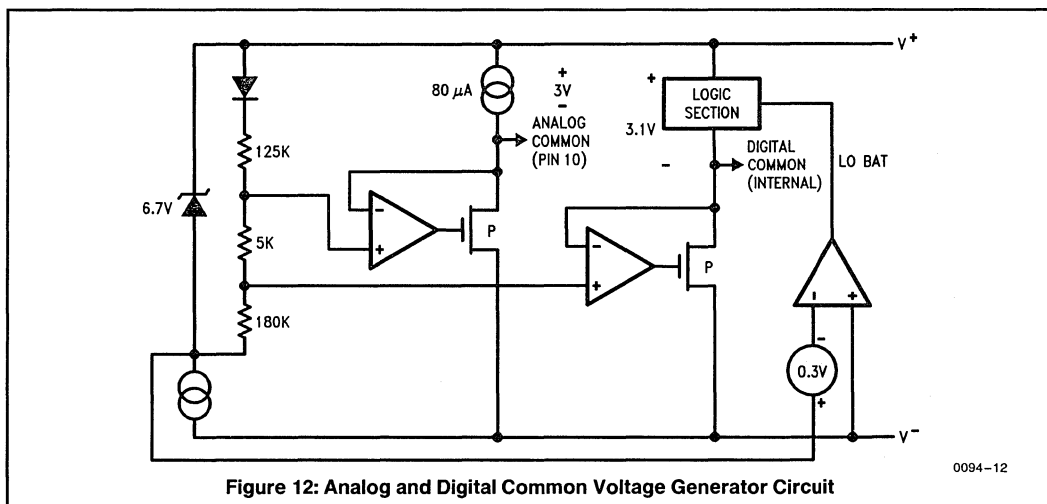 V+
80 μA
+
3V
−
ANALOG
COMMON
(PIN 10)
+
LOGIC
SECTION
3.1V
−
DIGITAL
COMMON
(INTERNAL)
LO BAT
125K
6.7V
5K
180K
−
+
P
−
+
P
−
+
−
0.3V
+
V−
0094–12
Figure 12: Analog and Digital Common Voltage Generator Circuit